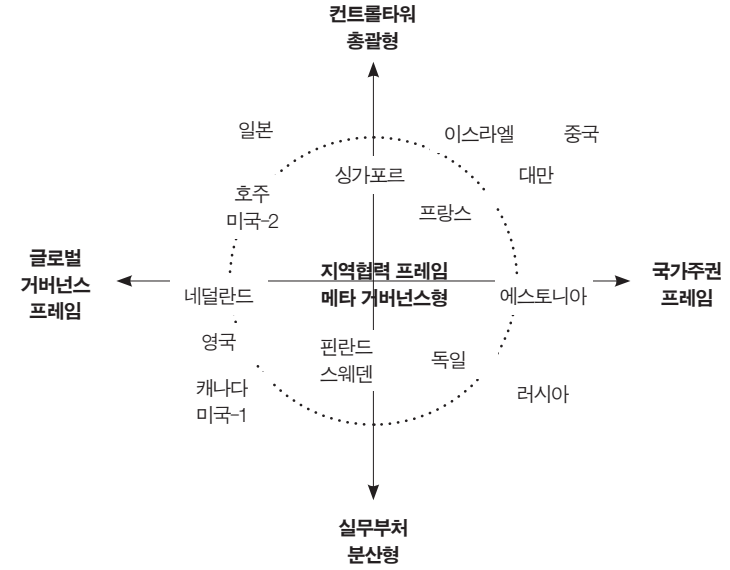 컨트롤타워
총괄형
일본
이스라엘
중국
싱가포르
대만
호주
미국-2
프랑스
글로벌
거버넌스
프레임
지역협력 프레임
메타 거버넌스형
국가주권
프레임
네덜란드
에스토니아
영국
핀란드
스웨덴
독일
캐나다
미국-1
러시아
실무부처
분산형